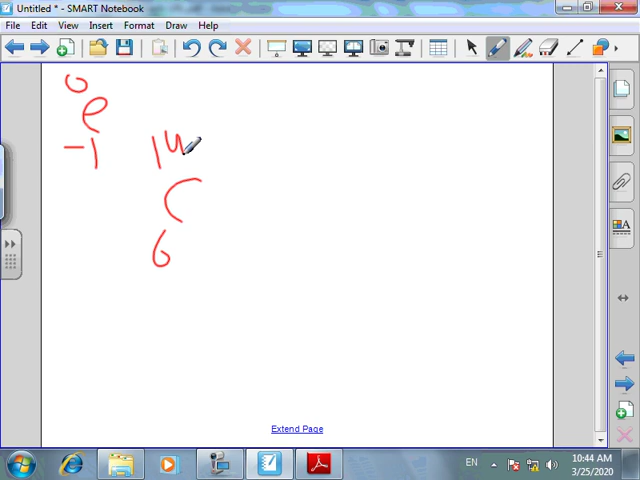 Untitled * - SMART Notebook
File Edit View Insert Format Draw Help
0
e
-1
14
C
6
Extend Page
EN
10:44 AM
3/25/2020